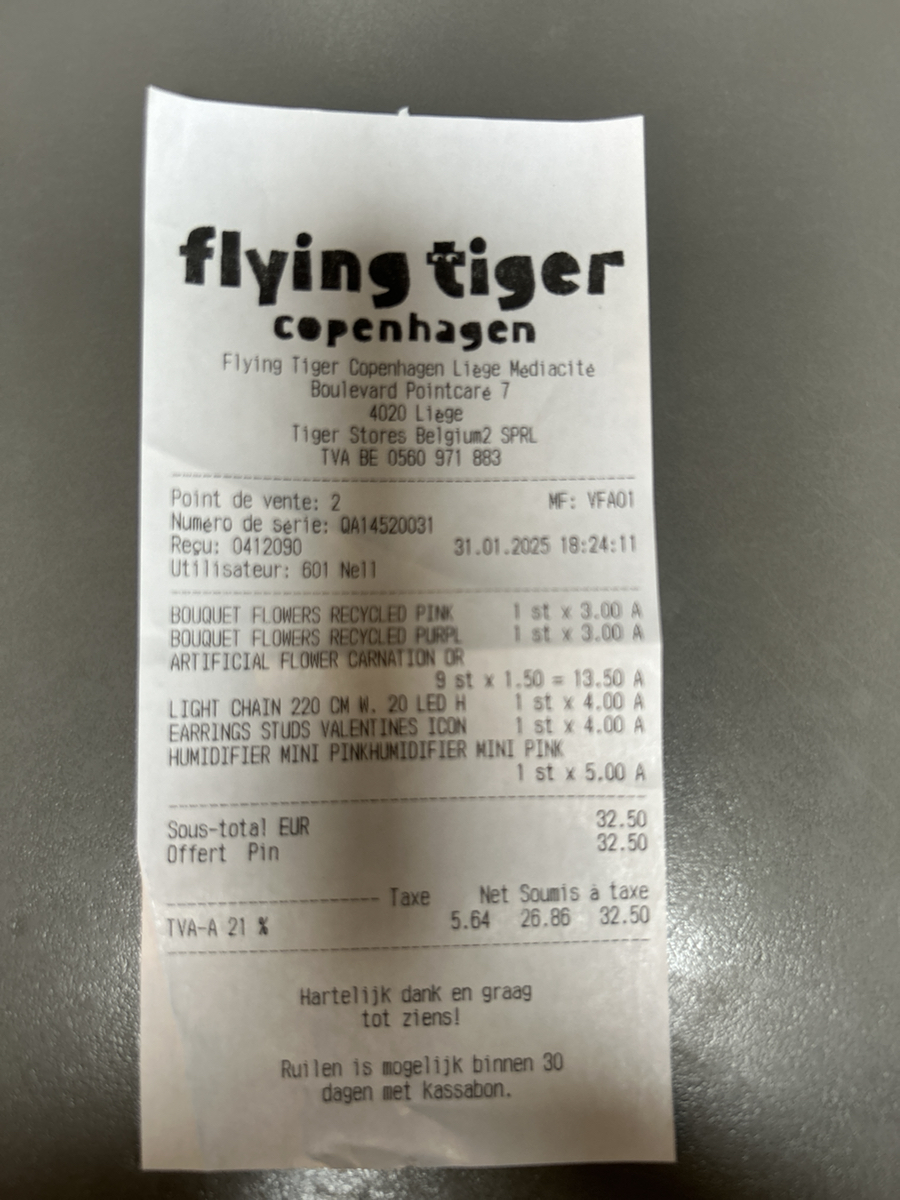 flying tiger
copenhagen
Flying Tiger Copenhagen Liège Médiacité
Boulevard Pointcaré 7
4020 Liège
Tiger Stores Belgium2 SPRL
TVA BE 0560 971 883
Point de vente: 2 MF: VFA01
Numéro de série: QA14520031
Reçu: 0412090 31.01.2025 18:24:11
Utilisateur: 601 Nell
BOUQUET FLOWERS RECYCLED PINK 1 st x 3.00 A
BOUQUET FLOWERS RECYCLED PURPL 1 st x 3.00 A
ARTIFICIAL FLOWER CARNATION OR
9 st x 1.50 = 13.50 A
LIGHT CHAIN 220 CM W. 20 LED H 1 st x 4.00 A
EARRINGS STUDS VALENTINES ICON 1 st x 4.00 A
HUMIDIFIER MINI PINKHUMIDIFIER MINI PINK
1 st x 5.00 A
Sous-total EUR 32.50
Offert Pin 32.50
Taxe Net Soumis à taxe
TVA-A 21 % 5.64 26.86 32.50
Hartelijk dank en graag
tot ziens!
Ruilen is mogelijk binnen 30
dagen met kassabon.